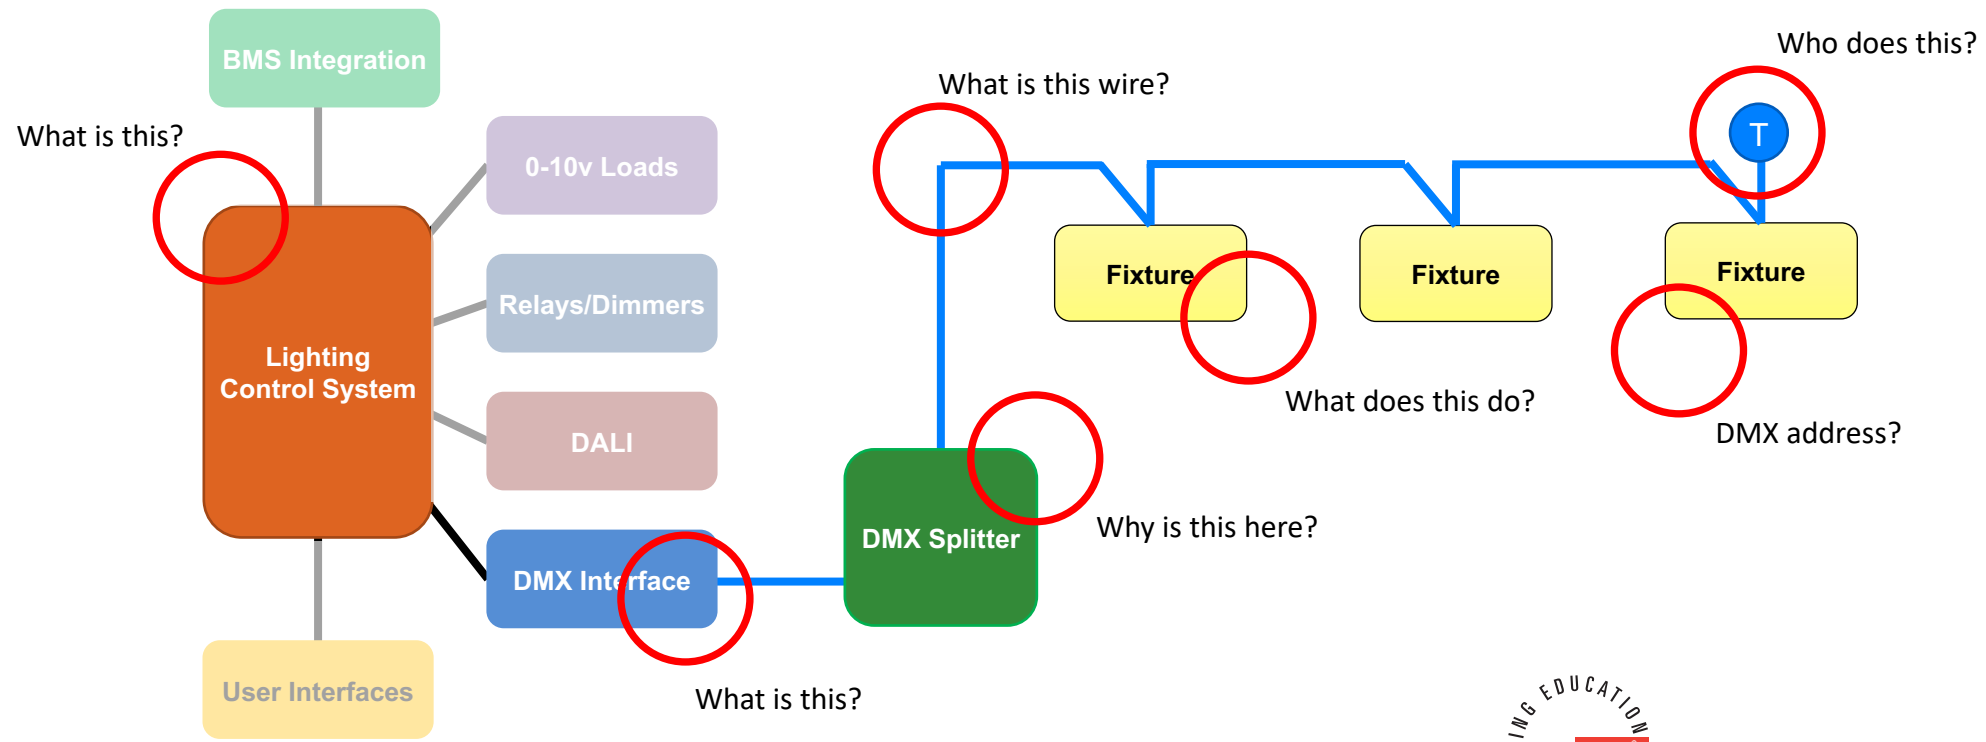 BMS Integration
What is this?
0-10v Loads
Relays/Dimmers
Lighting
Control System
DALI
DMX Interface
What is this?
User Interfaces
DMX Splitter
Why is this here?
What is this wire?
Fixture
What does this do?
Fixture
Who does this?
T
Fixture
DMX address?
ING EDUCATION